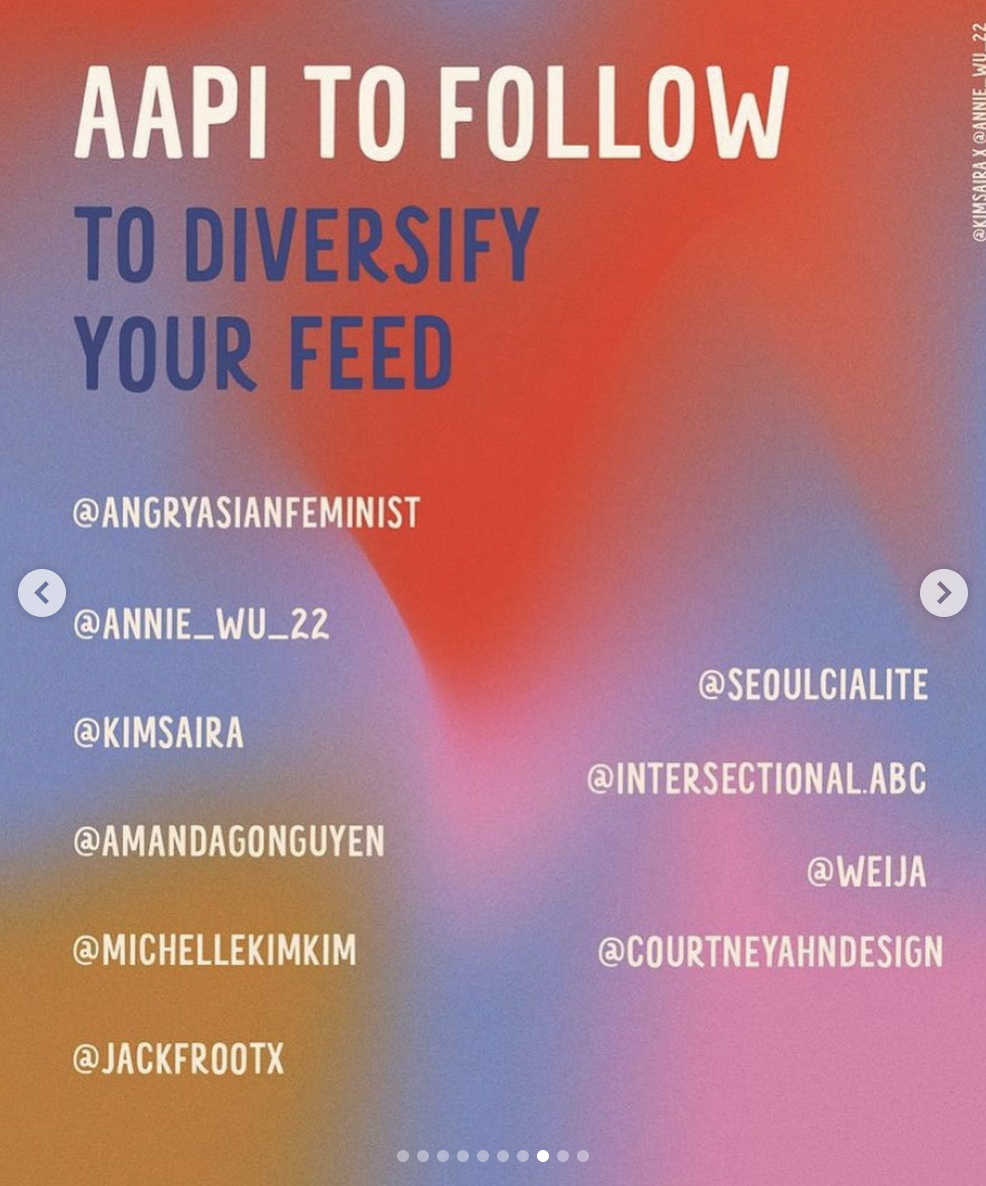 AAPI TO FOLLOW
TO DIVERSIFY
YOUR FEED
@ANGRYASIANFEMINIST
@ANNIE_WU_22
@KIMSAIRA
@AMANDAGONGUYEN
@MICHELLEKIMKIM
@JACKFROOTX
@SEOULCIALITE
@INTERSECTIONAL.ABC
@WEIJA
@COURTNEYAHNDESIGN
@KIMSAIRA X @ANNIE_WU_22